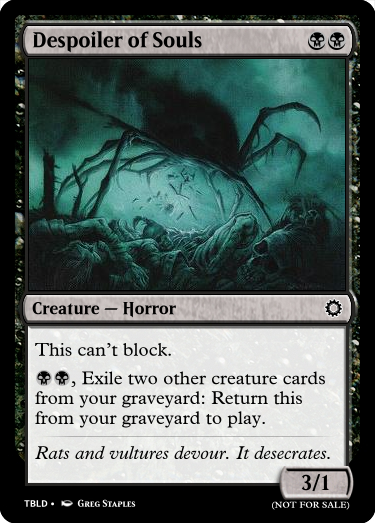 Despoiler of Souls
Creature — Horror
This can't block.
, Exile two other creature cards
from your graveyard: Return this
from your graveyard to play.
Rats and vultures devour. It desecrates.
3/1
TBLD • Greg Staples
(NOT FOR SALE)